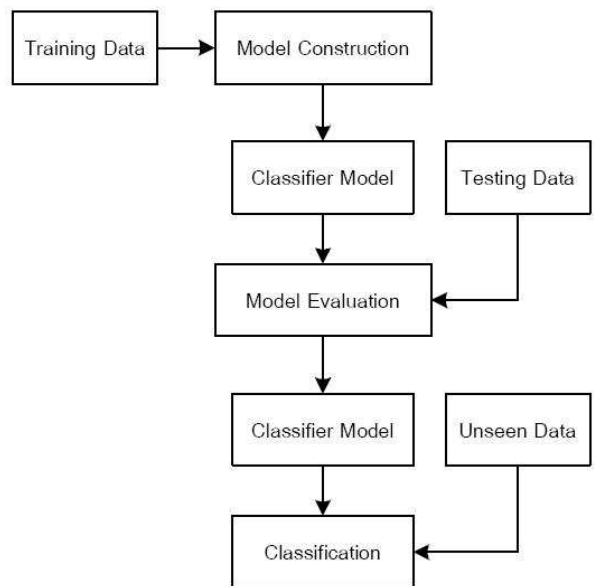 Training Data
Model Construction
Classifier Model
Testing Data
Model Evaluation
Classifier Model
Unseen Data
Classification